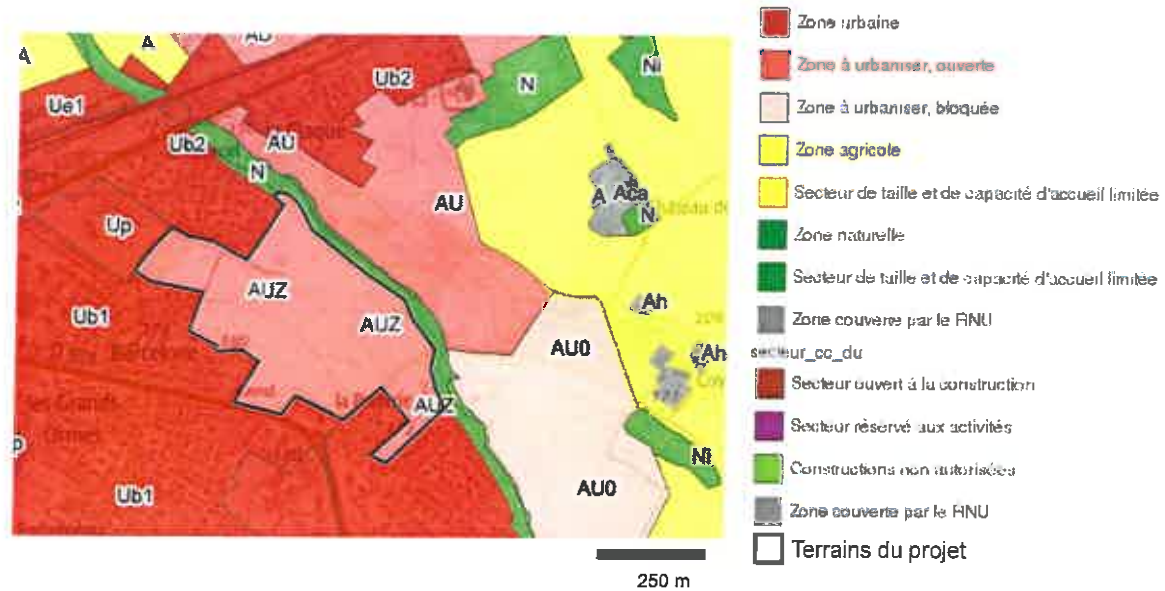 A
A
AU
Ni
N
Ub2
Ue1
Ub2
AU
N
A
Aca
N
AU
Up
AUZ
Ah
Ub1
AUZ
AU0
Ah
la
AUZ
Ni
Ub1
AU0
250 m
Zone urbaine
Zone à urbaniser, ouverte
Zone à urbaniser, bloquée
Zone agricole
Secteur de taille et de capacité d'accueil limitée
Zone naturelle
Secteur de taille et de capacité d'accueil limitée
Zone couverte par le RNU
secteur_cc_du
Secteur ouvert à la construction
Secteur réservé aux activités
Constructions non autorisées
Zone couverte par le RNU
Terrains du projet